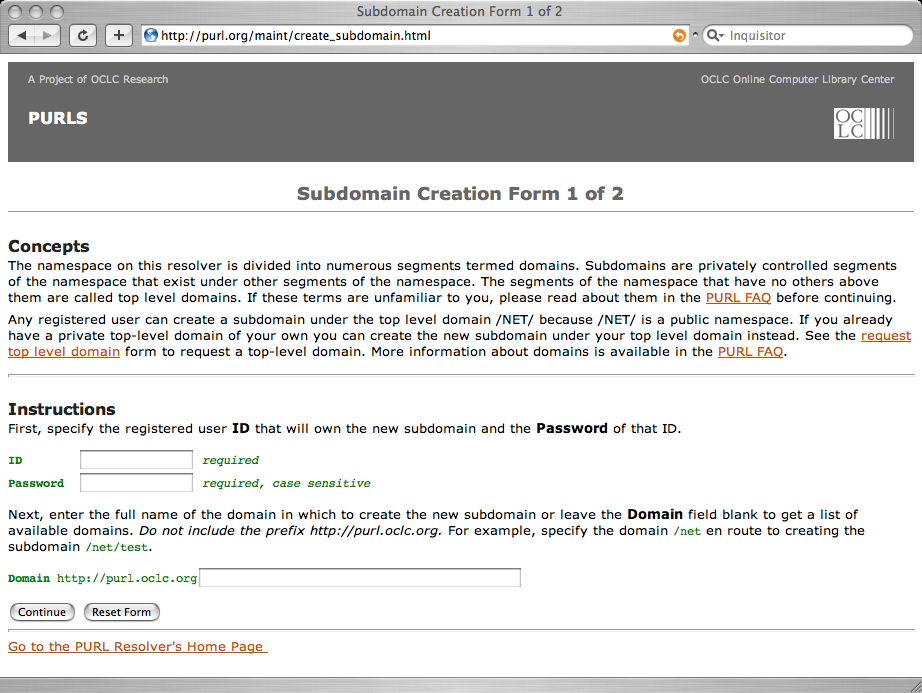 Subdomain Creation Form 1 of 2
http://purl.org/maint/create_subdomain.html
Inquisitor
A Project of OCLC Research
OCLC Online Computer Library Center
PURLS
OC
LC
Subdomain Creation Form 1 of 2
Concepts
The namespace on this resolver is divided into numerous segments termed domains. Subdomains are privately controlled segments
of the namespace that exist under other segments of the namespace. The segments of the namespace that have no others above
them are called top level domains. If these terms are unfamiliar to you, please read about them in the PURL FAQ before continuing.
Any registered user can create a subdomain under the top level domain /NET/ because /NET/ is a public namespace. If you already
have a private top-level domain of your own you can create the new subdomain under your top level domain instead. See the request
top level domain form to request a top-level domain. More information about domains is available in the PURL FAQ.
Instructions
First, specify the registered user ID that will own the new subdomain and the Password of that ID.
ID required
Password required, case sensitive
Next, enter the full name of the domain in which to create the new subdomain or leave the Domain field blank to get a list of
available domains. Do not include the prefix http://purl.oclc.org. For example, specify the domain /net en route to creating the
subdomain /net/test.
Domain http://purl.oclc.org
Continue Reset Form
Go to the PURL Resolver's Home Page